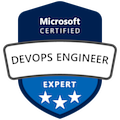 Microsoft
CERTIFIED
DEVOPS ENGINEER
EXPERT